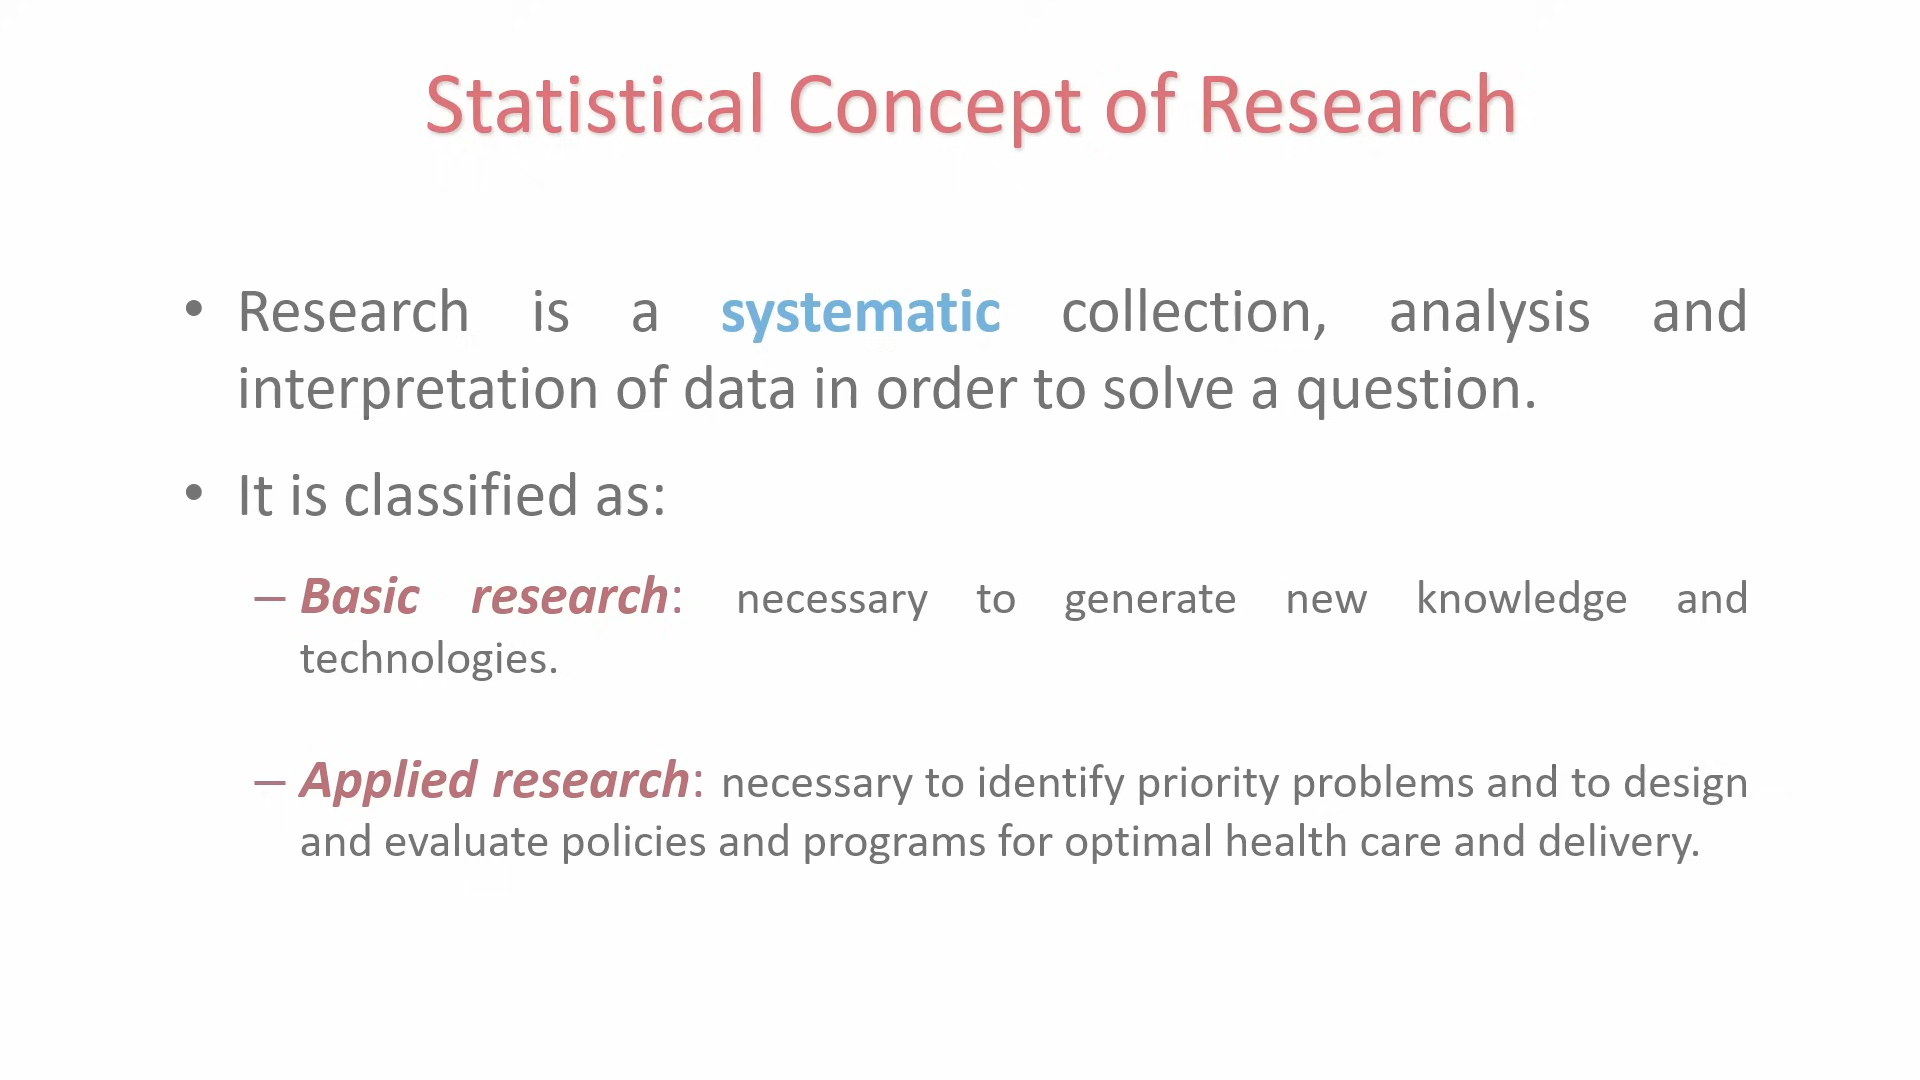 Statistical Concept of Research
• Research is a systematic collection, analysis and
interpretation of data in order to solve a question.
• It is classified as:
– Basic research: necessary to generate new knowledge and
technologies.
– Applied research: necessary to identify priority problems and to design
and evaluate policies and programs for optimal health care and delivery.